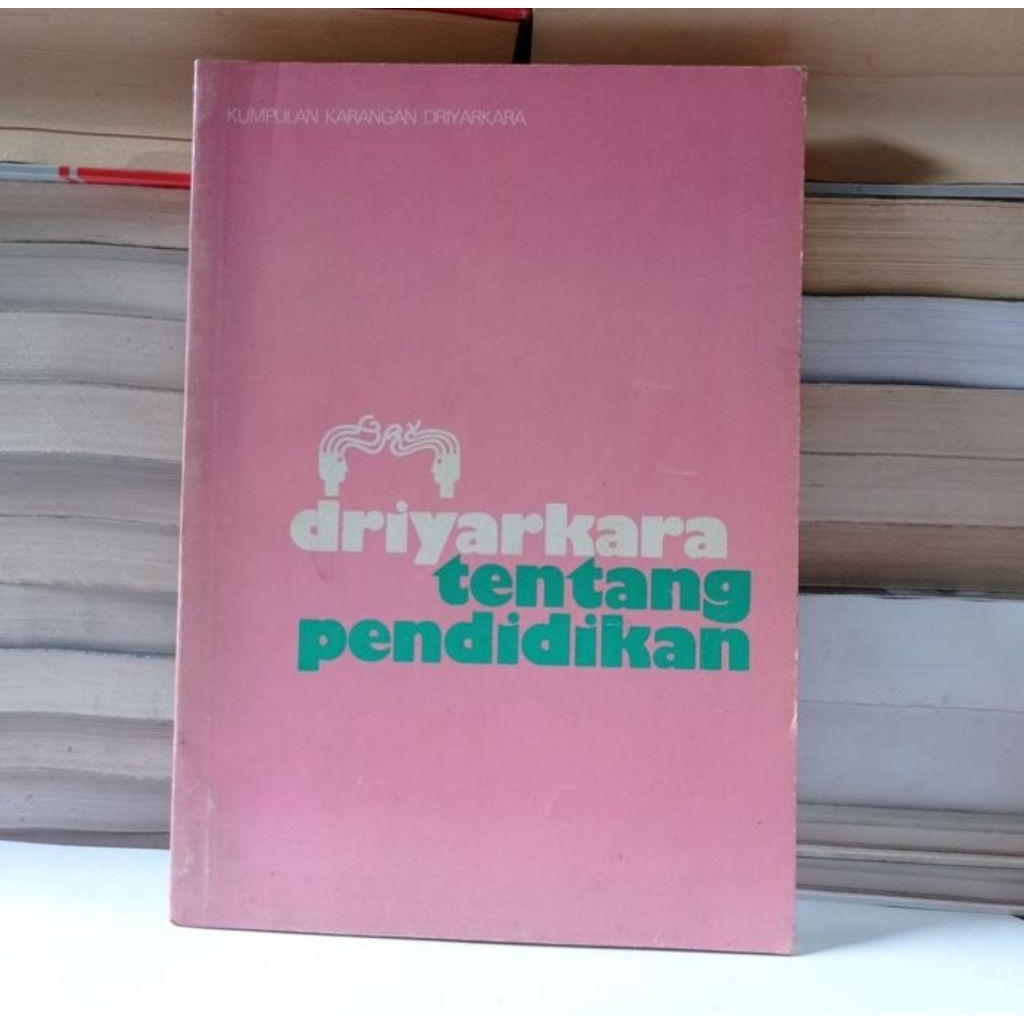 KUMPULAN KARANGAN DRIYARKARA
driyarkara
tentang
pendidikan